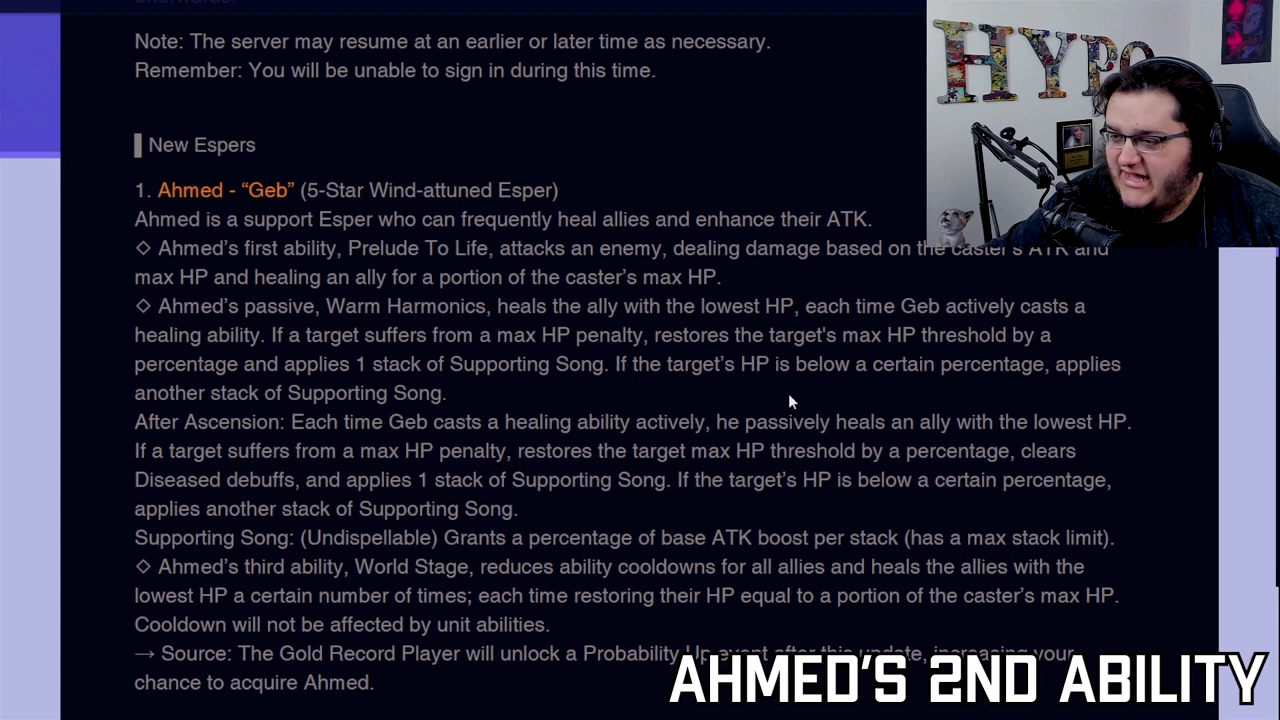 Note: The server may resume at an earlier or later time as necessary.
Remember: You will be unable to sign in during this time.
HYPO
New Espers
1. Ahmed - “Geb” (5-Star Wind-attuned Esper)
Ahmed is a support Esper who can frequently heal allies and enhance their ATK.
◇ Ahmed’s first ability, Prelude To Life, attacks an enemy, dealing damage based on the caster’s ATK and
max HP and healing an ally for a portion of the caster’s max HP.
◇ Ahmed’s passive, Warm Harmonics, heals the ally with the lowest HP, each time Geb actively casts a
healing ability. If a target suffers from a max HP penalty, restores the target's max HP threshold by a
percentage and applies 1 stack of Supporting Song. If the target’s HP is below a certain percentage, applies
another stack of Supporting Song.
After Ascension: Each time Geb casts a healing ability actively, he passively heals an ally with the lowest HP.
If a target suffers from a max HP penalty, restores the target max HP threshold by a percentage, clears
Diseased debuffs, and applies 1 stack of Supporting Song. If the target’s HP is below a certain percentage,
applies another stack of Supporting Song.
Supporting Song: (Undispellable) Grants a percentage of base ATK boost per stack (has a max stack limit).
◇ Ahmed’s third ability, World Stage, reduces ability cooldowns for all allies and heals the allies with the
lowest HP a certain number of times; each time restoring their HP equal to a portion of the caster’s max HP.
Cooldown will not be affected by unit abilities.
→ Source: The Gold Record Player will unlock a Probability Up event after this update, increasing your
chance to acquire Ahmed.
AHMED'S 2ND ABILITY